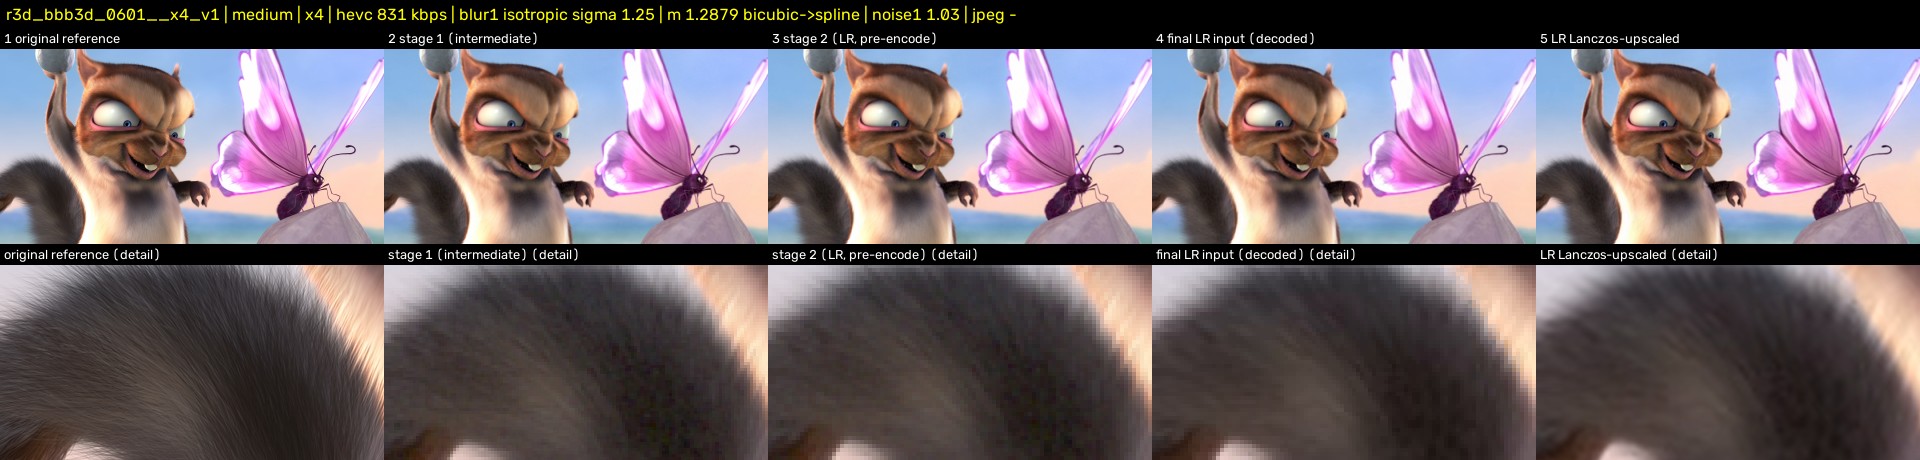 r3d_bbb3d_0601__x4_v1 | medium | x4 | hevc 831 kbps | blur1 isotropic sigma 1.25 | m 1.2879 bicubic->spline | noise1 1.03 | jpeg -
1 original reference
2 stage 1 (intermediate)
3 stage 2 (LR, pre-encode)
4 final LR input (decoded)
5 LR Lanczos-upscaled
original reference (detail)
stage 1 (intermediate) (detail)
stage 2 (LR, pre-encode) (detail)
final LR input (decoded) (detail)
LR Lanczos-upscaled (detail)